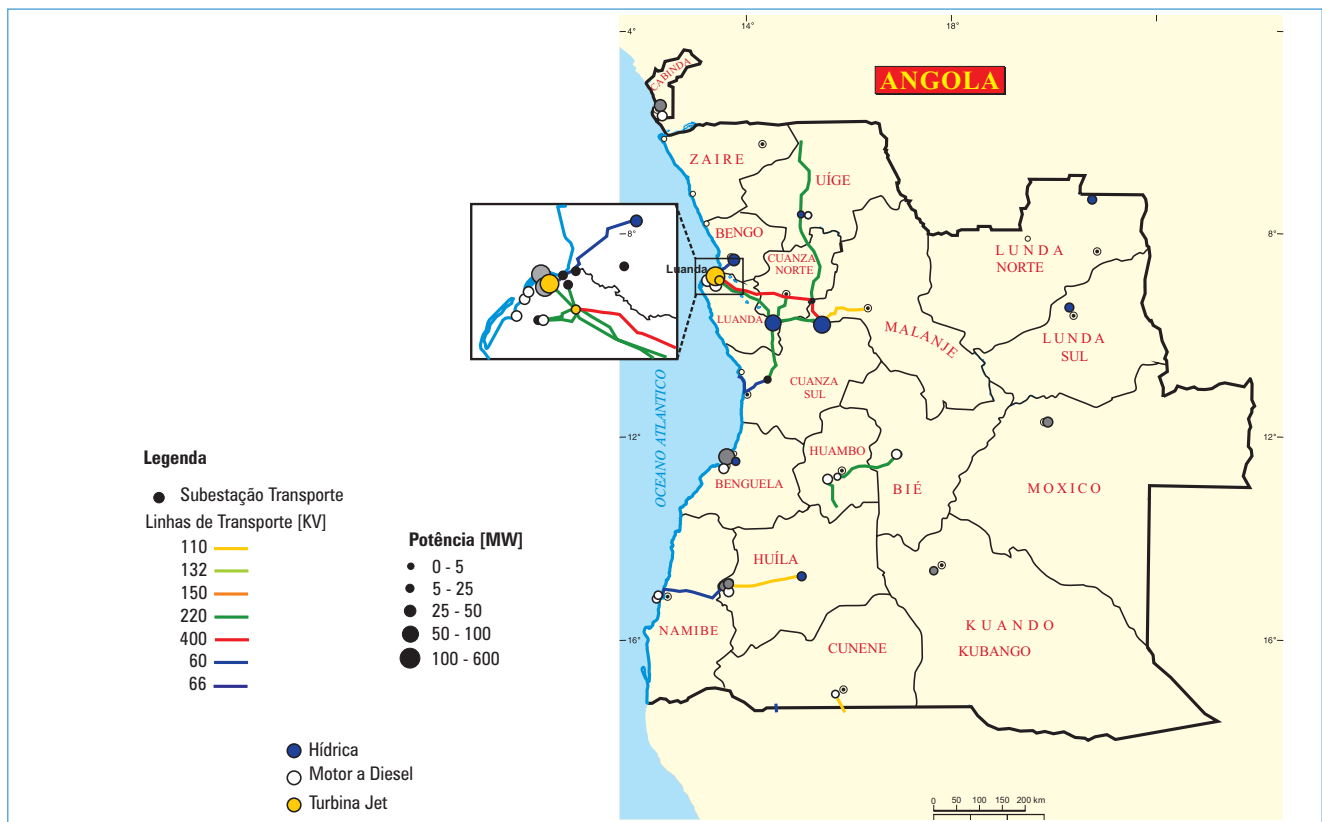 4°
14°
18°
ANGOLA
CABINDA
ZAIRE
UÍGE
8°
8°
BENGO
Luanda
CUANZA
NORTE
LUNDA
NORTE
LUANDA
MALANJE
LUNDA
SUL
CUANZA
SUL
OCEANO ATLANTICO
12°
12°
HUAMBO
BENGUELA
BIÉ
MOXICO
HUÍLA
NAMIBE
16°
16°
CUNENE
KUANDO
KUBANGO
Legenda
Subestação Transporte
Linhas de Transporte [KV]
110
132
150
220
400
60
66
Potência [MW]
0 - 5
5 - 25
25 - 50
50 - 100
100 - 600
Hídrica
Motor a Diesel
Turbina Jet
0 50 100 150 200 km